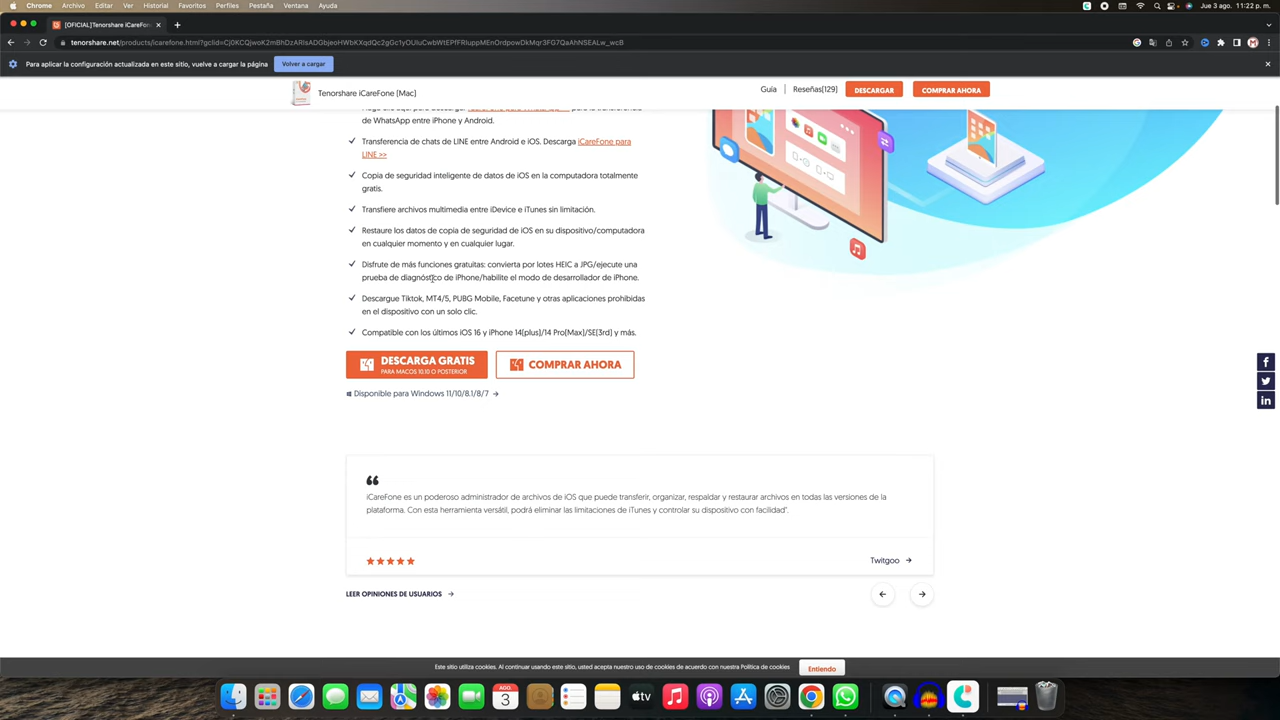 Chrome Archivo Editar Ver Historial Favoritos Perfiles Pestaña Ventana Ayuda
Jue 3 ago. 11:22 p. m.
[OFICIAL]Tenorshare iCareFon
tenorshare.net/products/icarefone.html?gclid=
Para aplicar la configuración actualizada en este sitio, vuelve a cargar la página
Volver a cargar
Tenorshare iCareFone [Mac]
Guia
Reseñas(129)
DESCARGAR
COMPRAR AHORA
para la transferencia
de WhatsApp entre iPhone y Android.
Transferencia de chats de LINE entre Android e iOS. Descarga iCareFone para
LINE >>
Copia de seguridad inteligente de datos de iOS en la computadora totalmente
gratis.
Transfiere archivos multimedia entre iDevice e iTunes sin limitación.
Restaure los datos de copia de seguridad de iOS en su dispositivo/computadora
en cualquier momento y en cualquier lugar.
Disfrute de más funciones gratuitas: convierta por lotes HEIC a JPG/ejecute una
prueba de diagnóstico de iPhone/habilite el modo de desarrollador de iPhone.
Descargue Tiktok, MT4/5, PUBG Mobile, Facetune y otras aplicaciones prohibidas
en el dispositivo con un solo clic.
Compatible con los últimos iOS 16 y iPhone 14[plus]/14 Pro[Max]/SE[3rd] y más.
DESCARGA GRATIS
PARA MACOS 10.10 O POSTERIOR
COMPRAR AHORA
Disponible para Windows 11/10/8.1/8/7
iCareFone es un poderoso administrador de archivos de iOS que puede transferir, organizar, respaldar y restaurar archivos en todas las versiones de la
plataforma. Con esta herramienta versátil, podrá eliminar las limitaciones de iTunes y controlar su dispositivo con facilidad".
Twitgoo
LEER OPINIONES DE USUARIOS
Este sitio utiliza cookies. Al continuar usando este sitio, usted acepta nuestro uso de cookies de acuerdo con nuestra Política de cookies
Entiendo
AGO.
3
tv